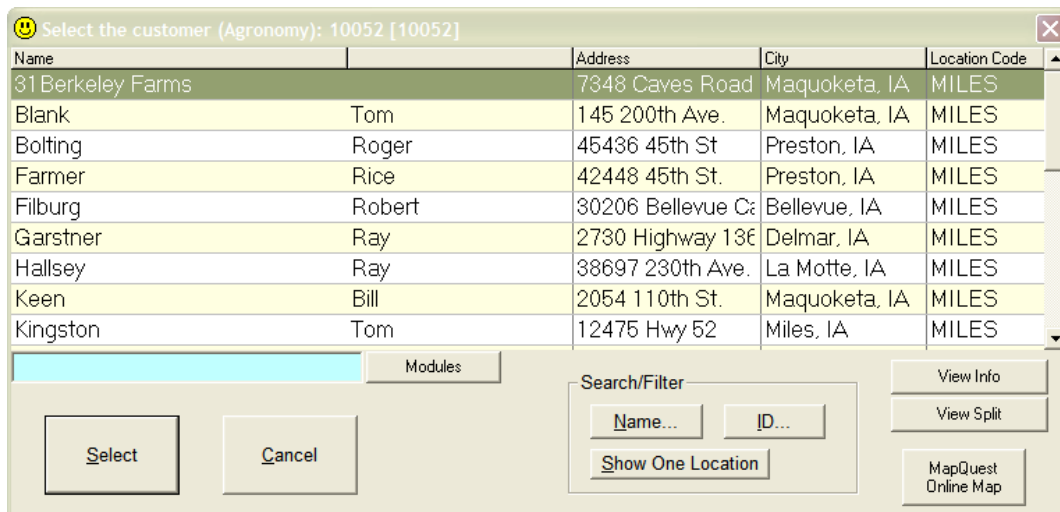 Select the customer (Agronomy): 10052 [10052]
Name Address City Location Code
31Berkeley Farms 7348 Caves Road Maquoketa, IA MILES
Blank Tom 145 200th Ave. Maquoketa, IA MILES
Bolting Roger 45436 45th St Preston, IA MILES
Farmer Rice 42448 45th St. Preston, IA MILES
Filburg Robert 30206 Bellevue Ca Bellevue, IA MILES
Garstner Ray 2730 Highway 136 Delmar, IA MILES
Hallsey Ray 38697 230th Ave. La Motte, IA MILES
Keen Bill 2054 110th St. Maquoketa, IA MILES
Kingston Tom 12475 Hwy 52 Miles, IA MILES
Modules
Search/Filter
Name... ID...
Show One Location
View Info
View Split
Select Cancel
MapQuest
Online Map